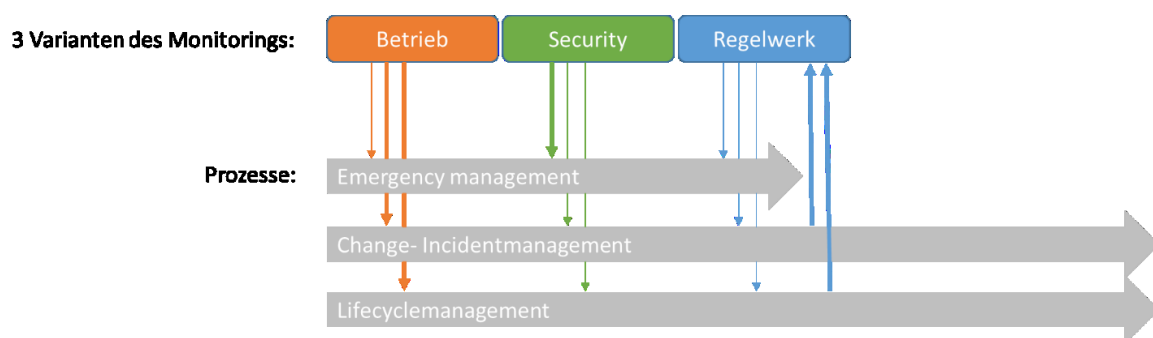 3 Varianten des Monitorings:
Betrieb
Security
Regelwerk
Prozesse:
Emergency management
Change- Incidentmanagement
Lifecyclemanagement